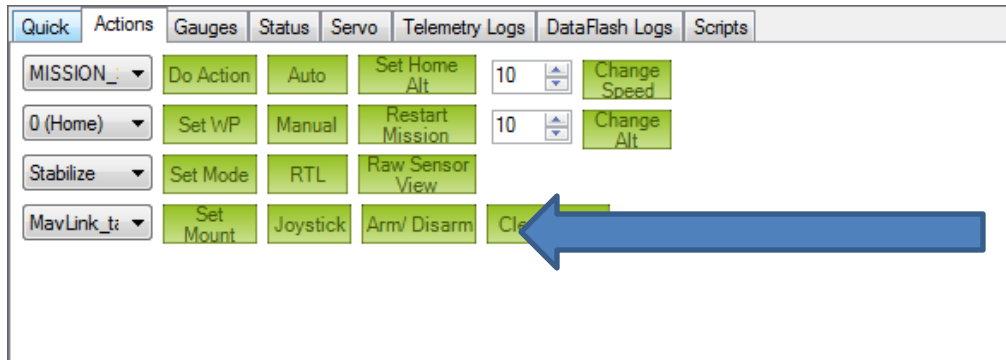 Quick Actions Gauges Status Servo Telemetry Logs DataFlash Logs Scripts
MISSION_ Do Action Auto Set Home Alt 10 Change Speed
0 (Home) Set WP Manual Restart Mission 10 Change Alt
Stabilize Set Mode RTL Raw Sensor View
MavLink_ta Set Mount Joystick Arm/ Disarm